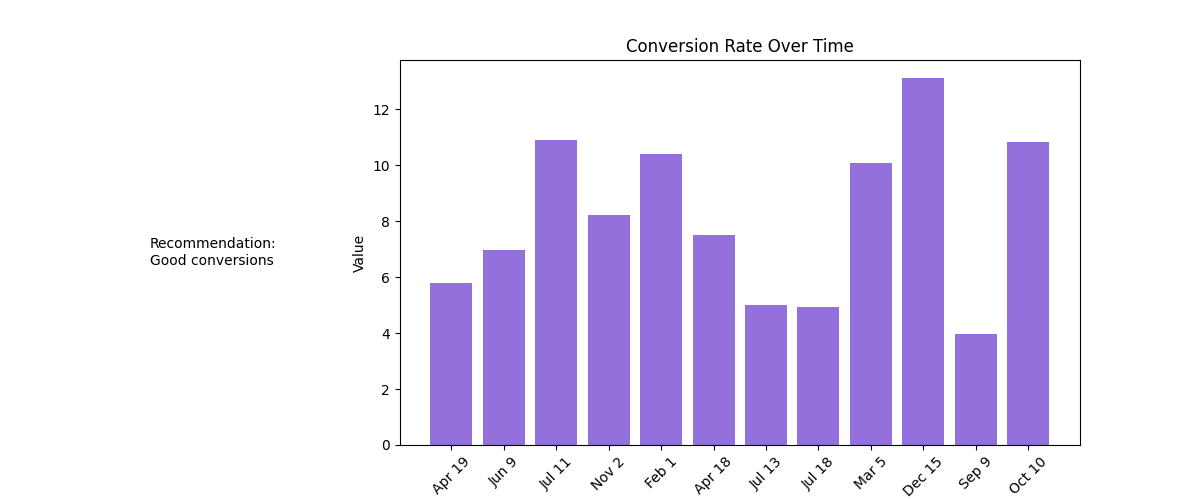 Conversion Rate Over Time
Recommendation:
Good conversions
Value
12
10
8
6
4
2
0
Apr 19
Jun 9
Jul 11
Nov 2
Feb 1
Apr 18
Jul 13
Jul 18
Mar 5
Dec 15
Sep 9
Oct 10